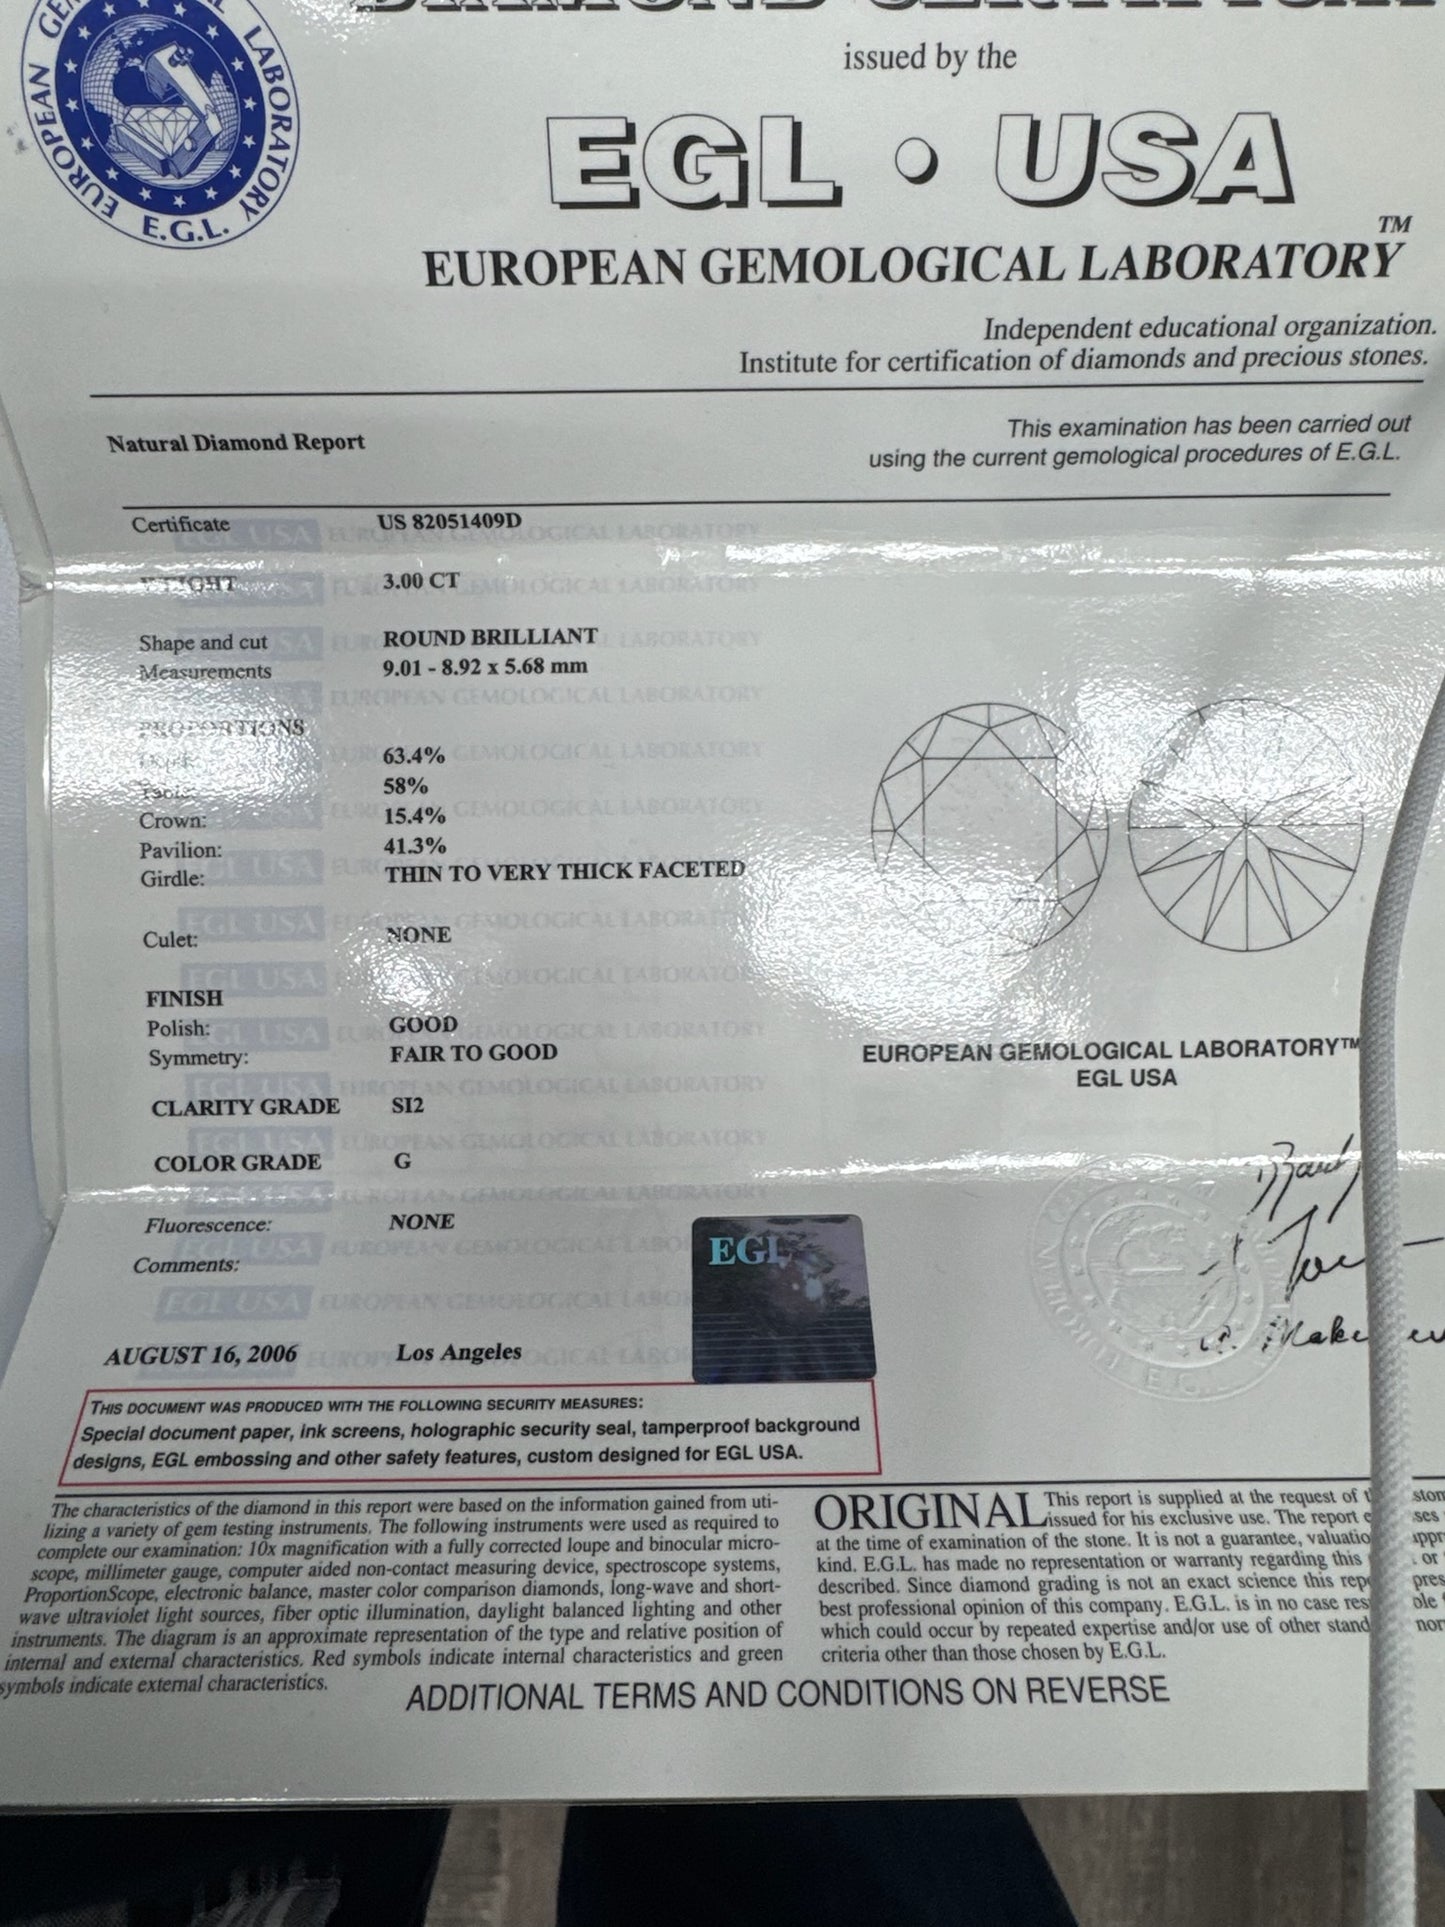 DIAMOND CERTIFICATE
issued by the
EGL • USA
EUROPEAN GEMOLOGICAL LABORATORY™
EUROPEAN GEMOLOGICAL LABORATORY
E.G.L.
Independent educational organization.
Institute for certification of diamonds and precious stones.
Natural Diamond Report
This examination has been carried out
using the current gemological procedures of E.G.L.
Certificate US 82051409D
WEIGHT 3.00 CT
Shape and cut ROUND BRILLIANT
Measurements 9.01 - 8.92 x 5.68 mm
PROPORTIONS
63.4%
Table: 58%
Crown: 15.4%
Pavilion: 41.3%
Girdle: THIN TO VERY THICK FACETED
Culet: NONE
FINISH
Polish: GOOD
Symmetry: FAIR TO GOOD
CLARITY GRADE SI2
COLOR GRADE G
Fluorescence: NONE
Comments:
EUROPEAN GEMOLOGICAL LABORATORY™
EGL USA
EGL
AUGUST 16, 2006 Los Angeles
THIS DOCUMENT WAS PRODUCED WITH THE FOLLOWING SECURITY MEASURES:
Special document paper, ink screens, holographic security seal, tamperproof background
designs, EGL embossing and other safety features, custom designed for EGL USA.
The characteristics of the diamond in this report were based on the information gained from uti-
lizing a variety of gem testing instruments. The following instruments were used as required to
complete our examination: 10x magnification with a fully corrected loupe and binocular micro-
scope, millimeter gauge, computer aided non-contact measuring device, spectroscope systems,
ProportionScope, electronic balance, master color comparison diamonds, long-wave and short-
wave ultraviolet light sources, fiber optic illumination, daylight balanced lighting and other
instruments. The diagram is an approximate representation of the type and relative position of
internal and external characteristics. Red symbols indicate internal characteristics and green
symbols indicate external characteristics.
ORIGINAL This report is supplied at the request of
issued for his exclusive use. The report
at the time of examination of the stone. It is not a guarantee, valuatio
kind. E.G.L. has made no representation or warranty regarding this or
described. Since diamond grading is not an exact science this rep
best professional opinion of this company. E.G.L. is in no case res
which could occur by repeated expertise and/or use of other stand nor
criteria other than those chosen by E.G.L.
ADDITIONAL TERMS AND CONDITIONS ON REVERSE